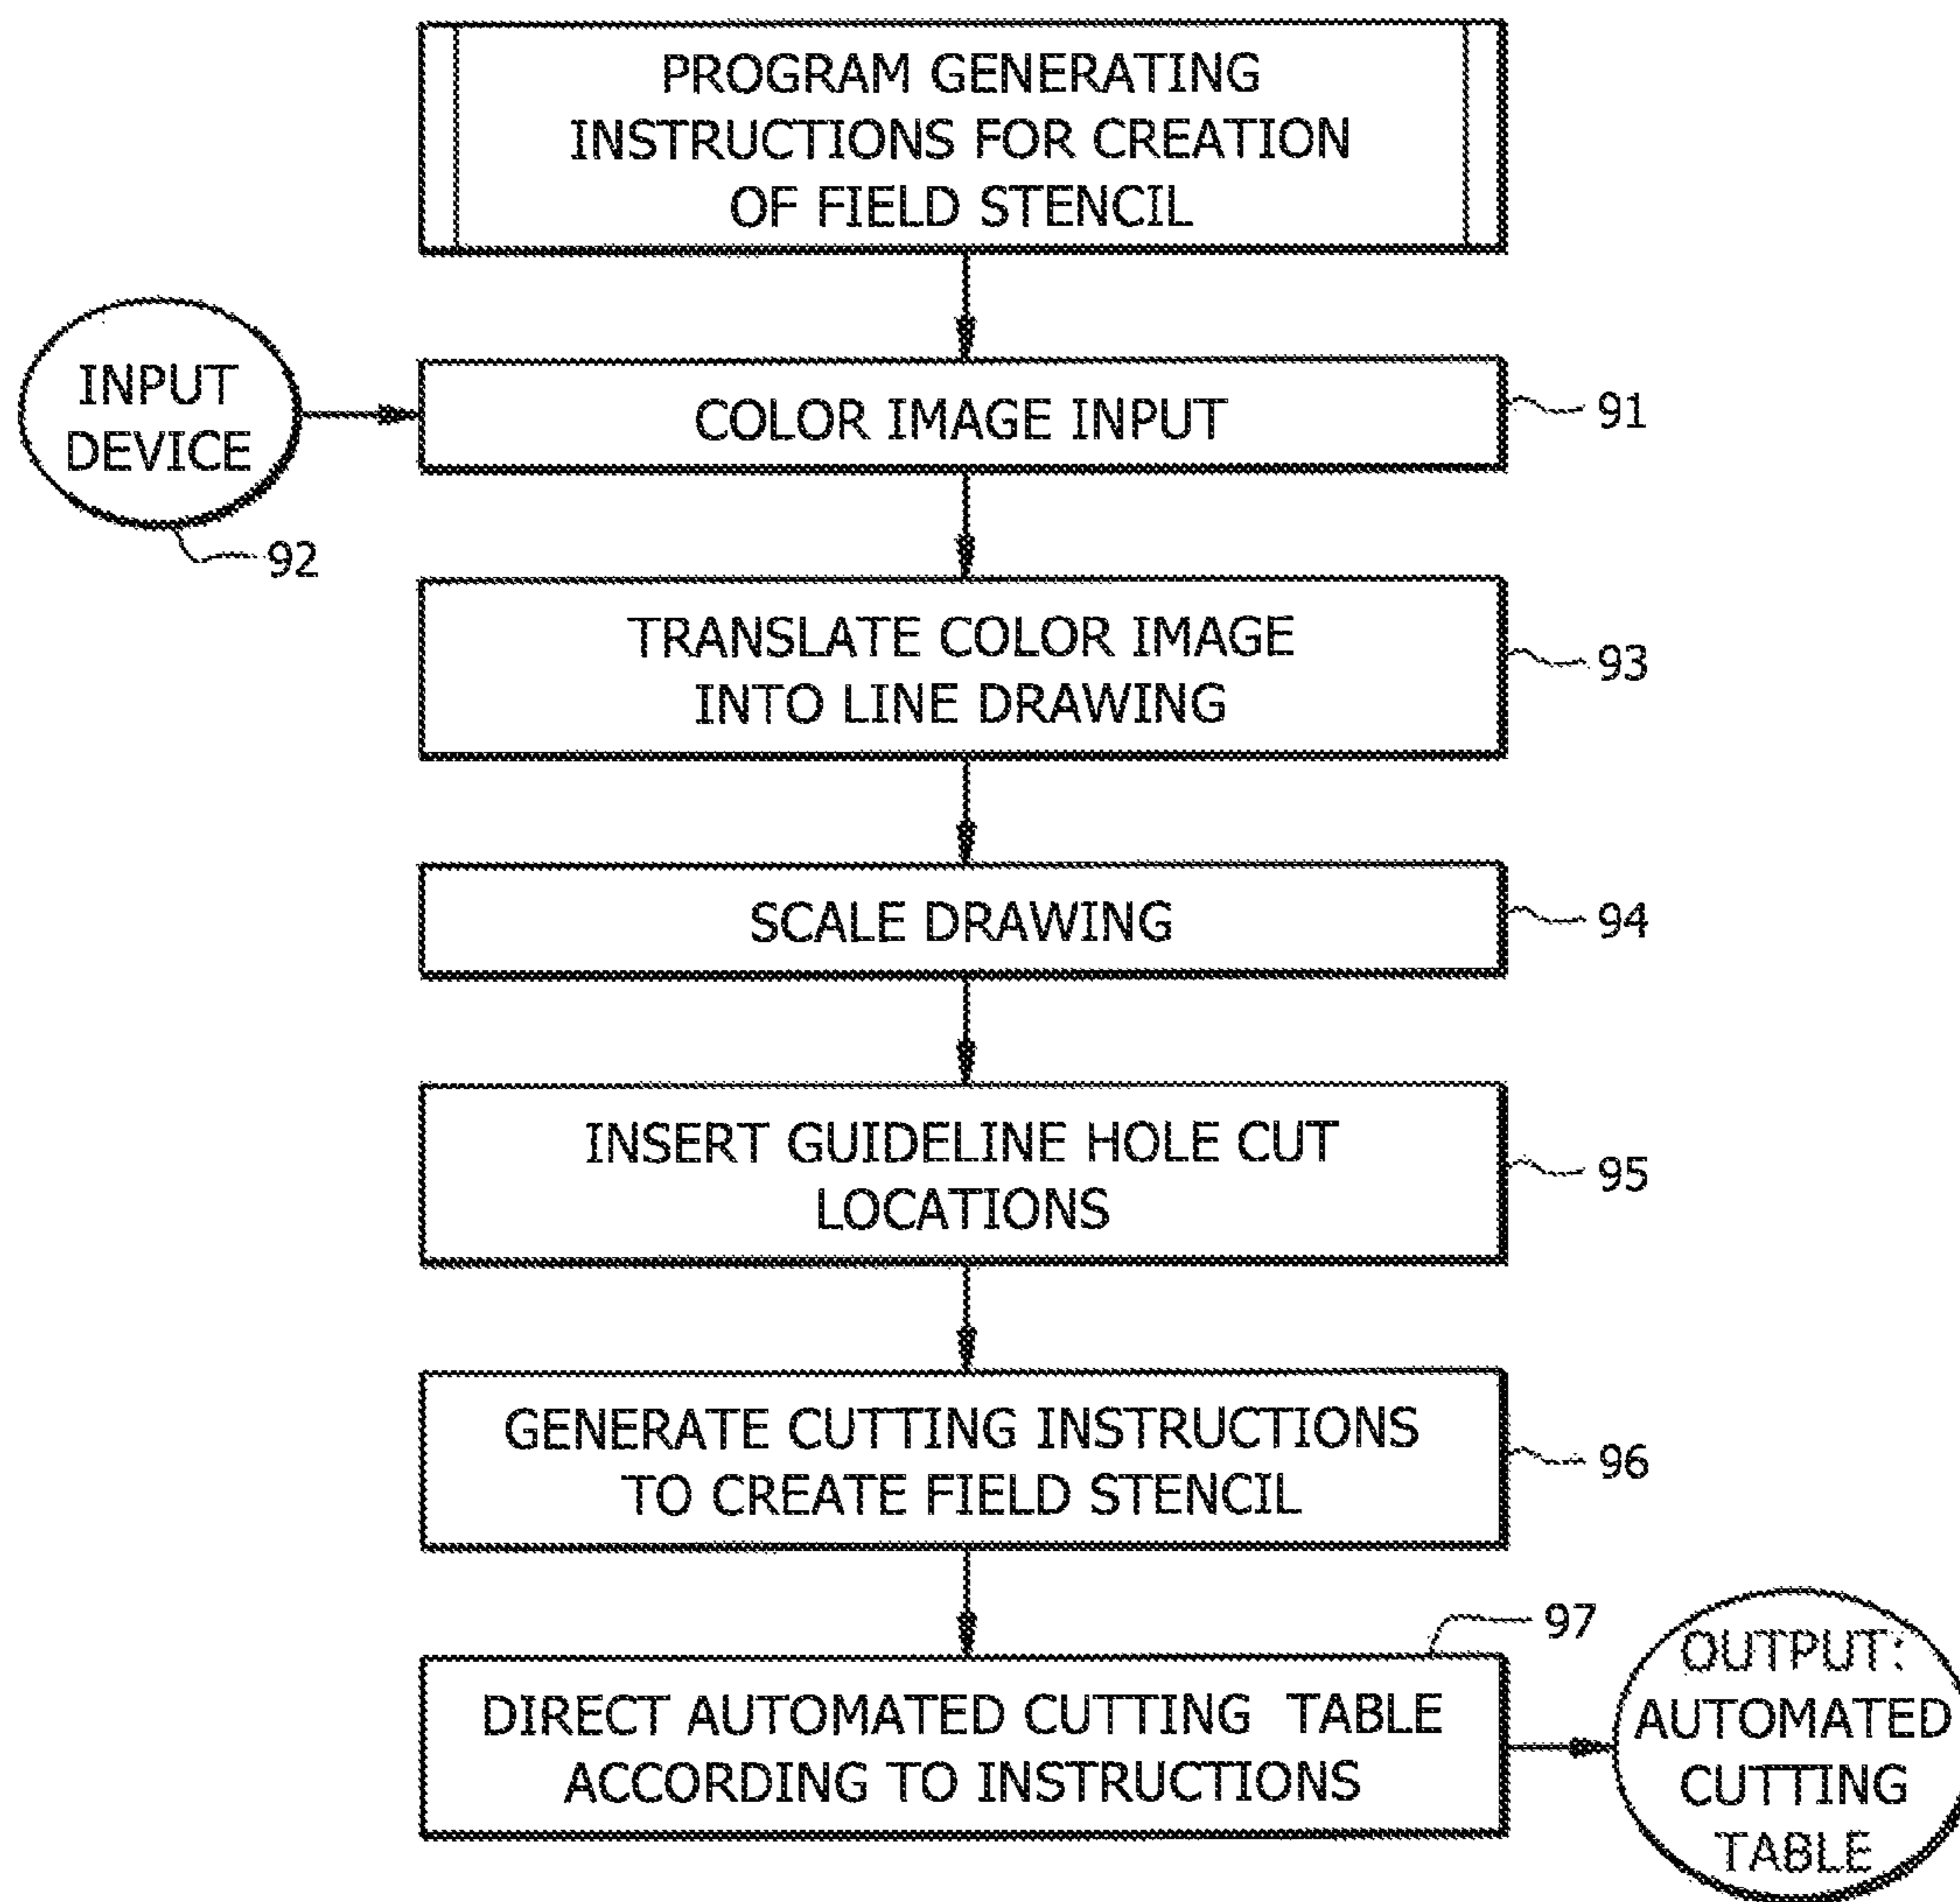 PROGRAM GENERATING
INSTRUCTIONS FOR CREATION
OF FIELD STENCIL
INPUT
DEVICE
92
COLOR IMAGE INPUT
91
TRANSLATE COLOR IMAGE
INTO LINE DRAWING
93
SCALE DRAWING
94
INSERT GUIDELINE HOLE CUT
LOCATIONS
95
GENERATE CUTTING INSTRUCTIONS
TO CREATE FIELD STENCIL
96
97
DIRECT AUTOMATED CUTTING TABLE
ACCORDING TO INSTRUCTIONS
OUTPUT:
AUTOMATED
CUTTING
TABLE